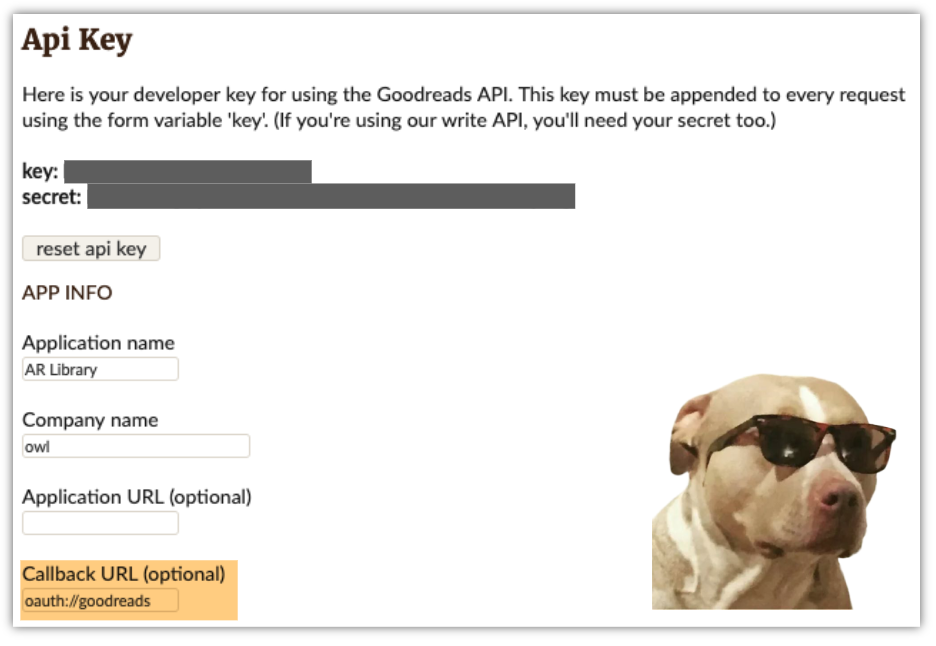 Api Key
Here is your developer key for using the Goodreads API. This key must be appended to every request
using the form variable 'key'. (If you're using our write API, you'll need your secret too.)
key:
secret:
reset api key
APP INFO
Application name
AR Library
Company name
owl
Application URL (optional)
Callback URL (optional)
oauth://goodreads